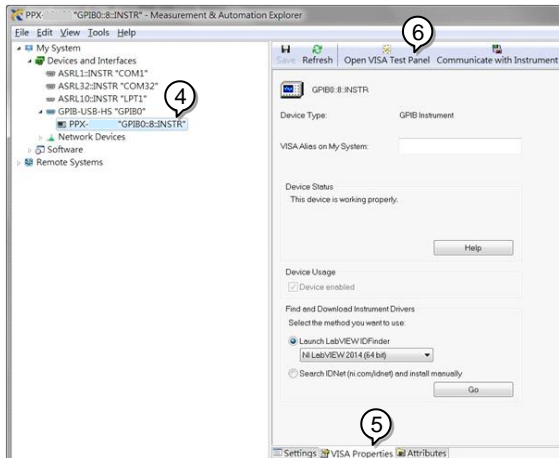 PPX- "GPIB0::8::INSTR" - Measurement & Automation Explorer
File Edit View Tools Help
6
My System
Devices and Interfaces
ASRL1::INSTR "COM1"
ASRL32::INSTR "COM32"
ASRL10::INSTR "LPT1"
GPIB-USB-HS "GPIB0"
4
PPX- "GPIB0::8::INSTR"
Network Devices
Software
Remote Systems
Save Refresh Open VISA Test Panel Communicate with Instrument
GPIB0::8::INSTR
Device Type: GPIB Instrument
VISA Alias on My System:
Device Status
This device is working properly.
Help
Device Usage
Device enabled
Find and Download Instrument Drivers
Select the method you want to use:
Launch LabVIEW IDFinder
NI LabVIEW 2014 (64 bit)
Search IDNet (ni.com/idnet) and install manually
Go
5
Settings VISA Properties Attributes